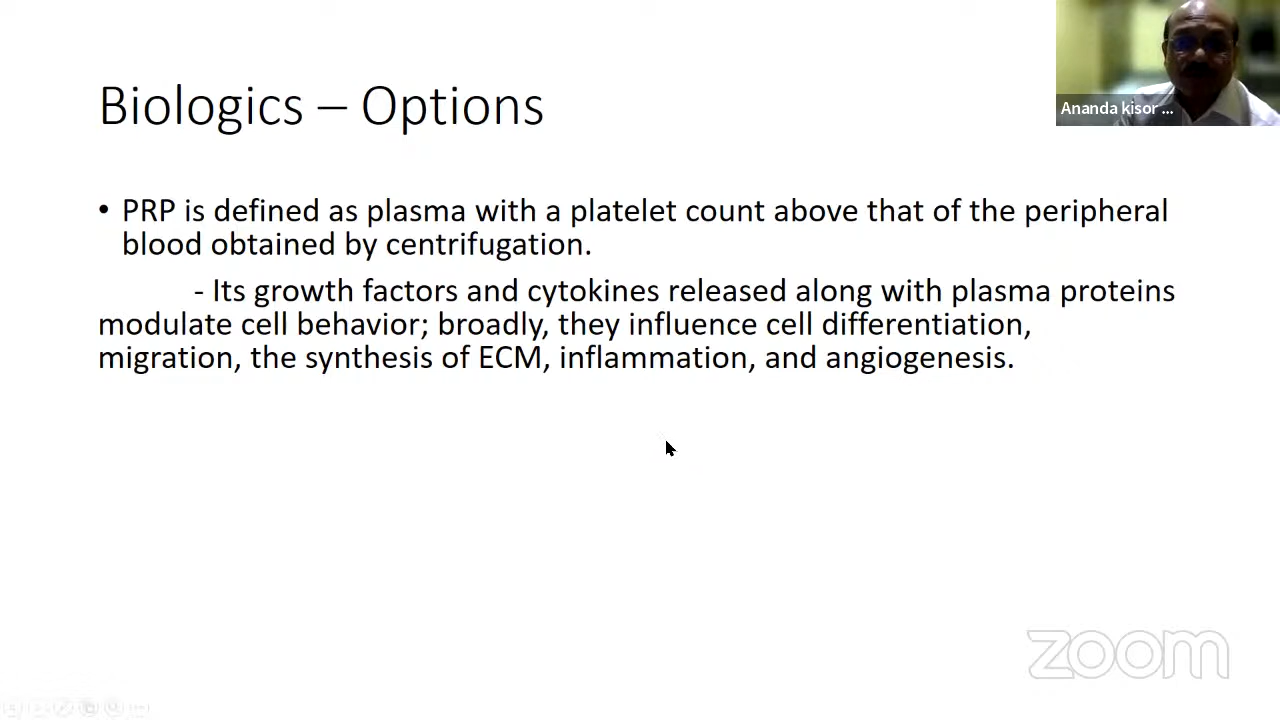 Ananda kisor ...
Biologics – Options
• PRP is defined as plasma with a platelet count above that of the peripheral
blood obtained by centrifugation.
- Its growth factors and cytokines released along with plasma proteins
modulate cell behavior; broadly, they influence cell differentiation,
migration, the synthesis of ECM, inflammation, and angiogenesis.
zoom